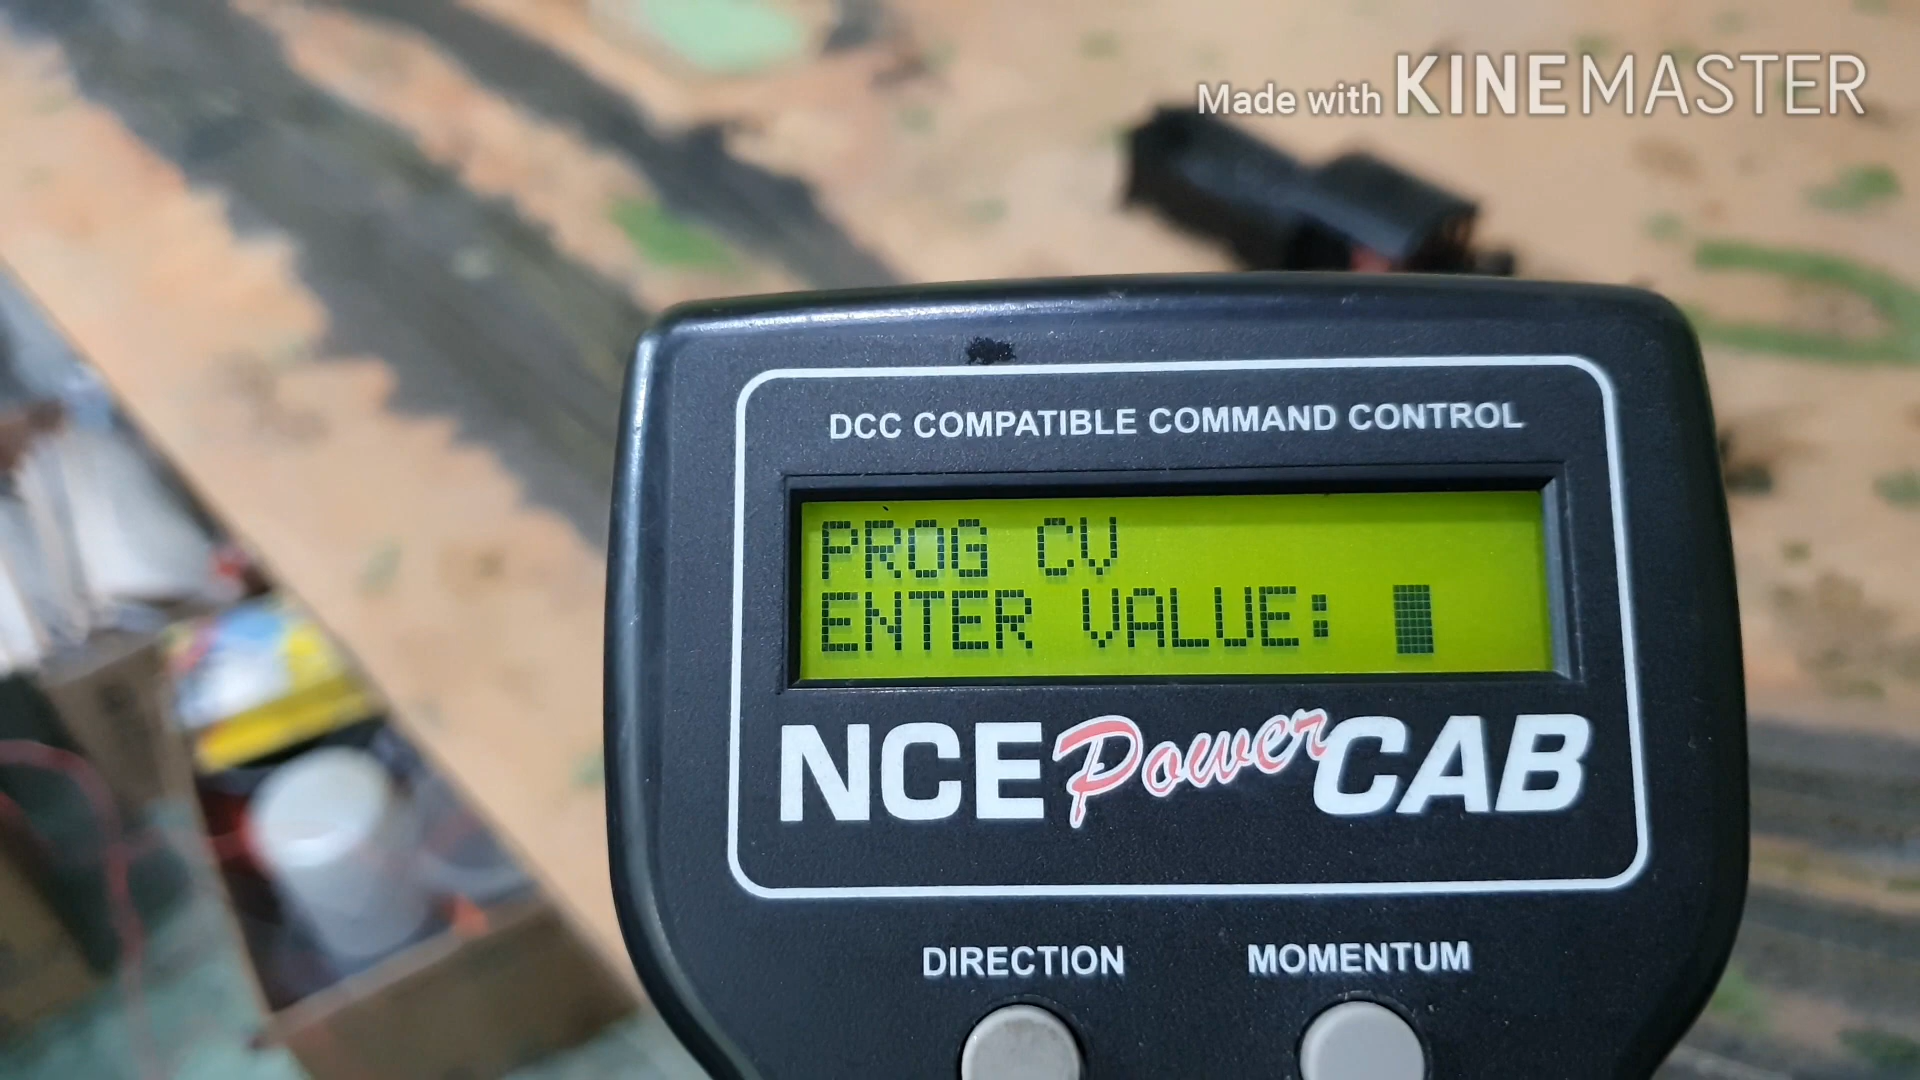 Made with KINEMASTER
DCC COMPATIBLE COMMAND CONTROL
PROG CV
ENTER VALUE:
NCE Power CAB
DIRECTION MOMENTUM